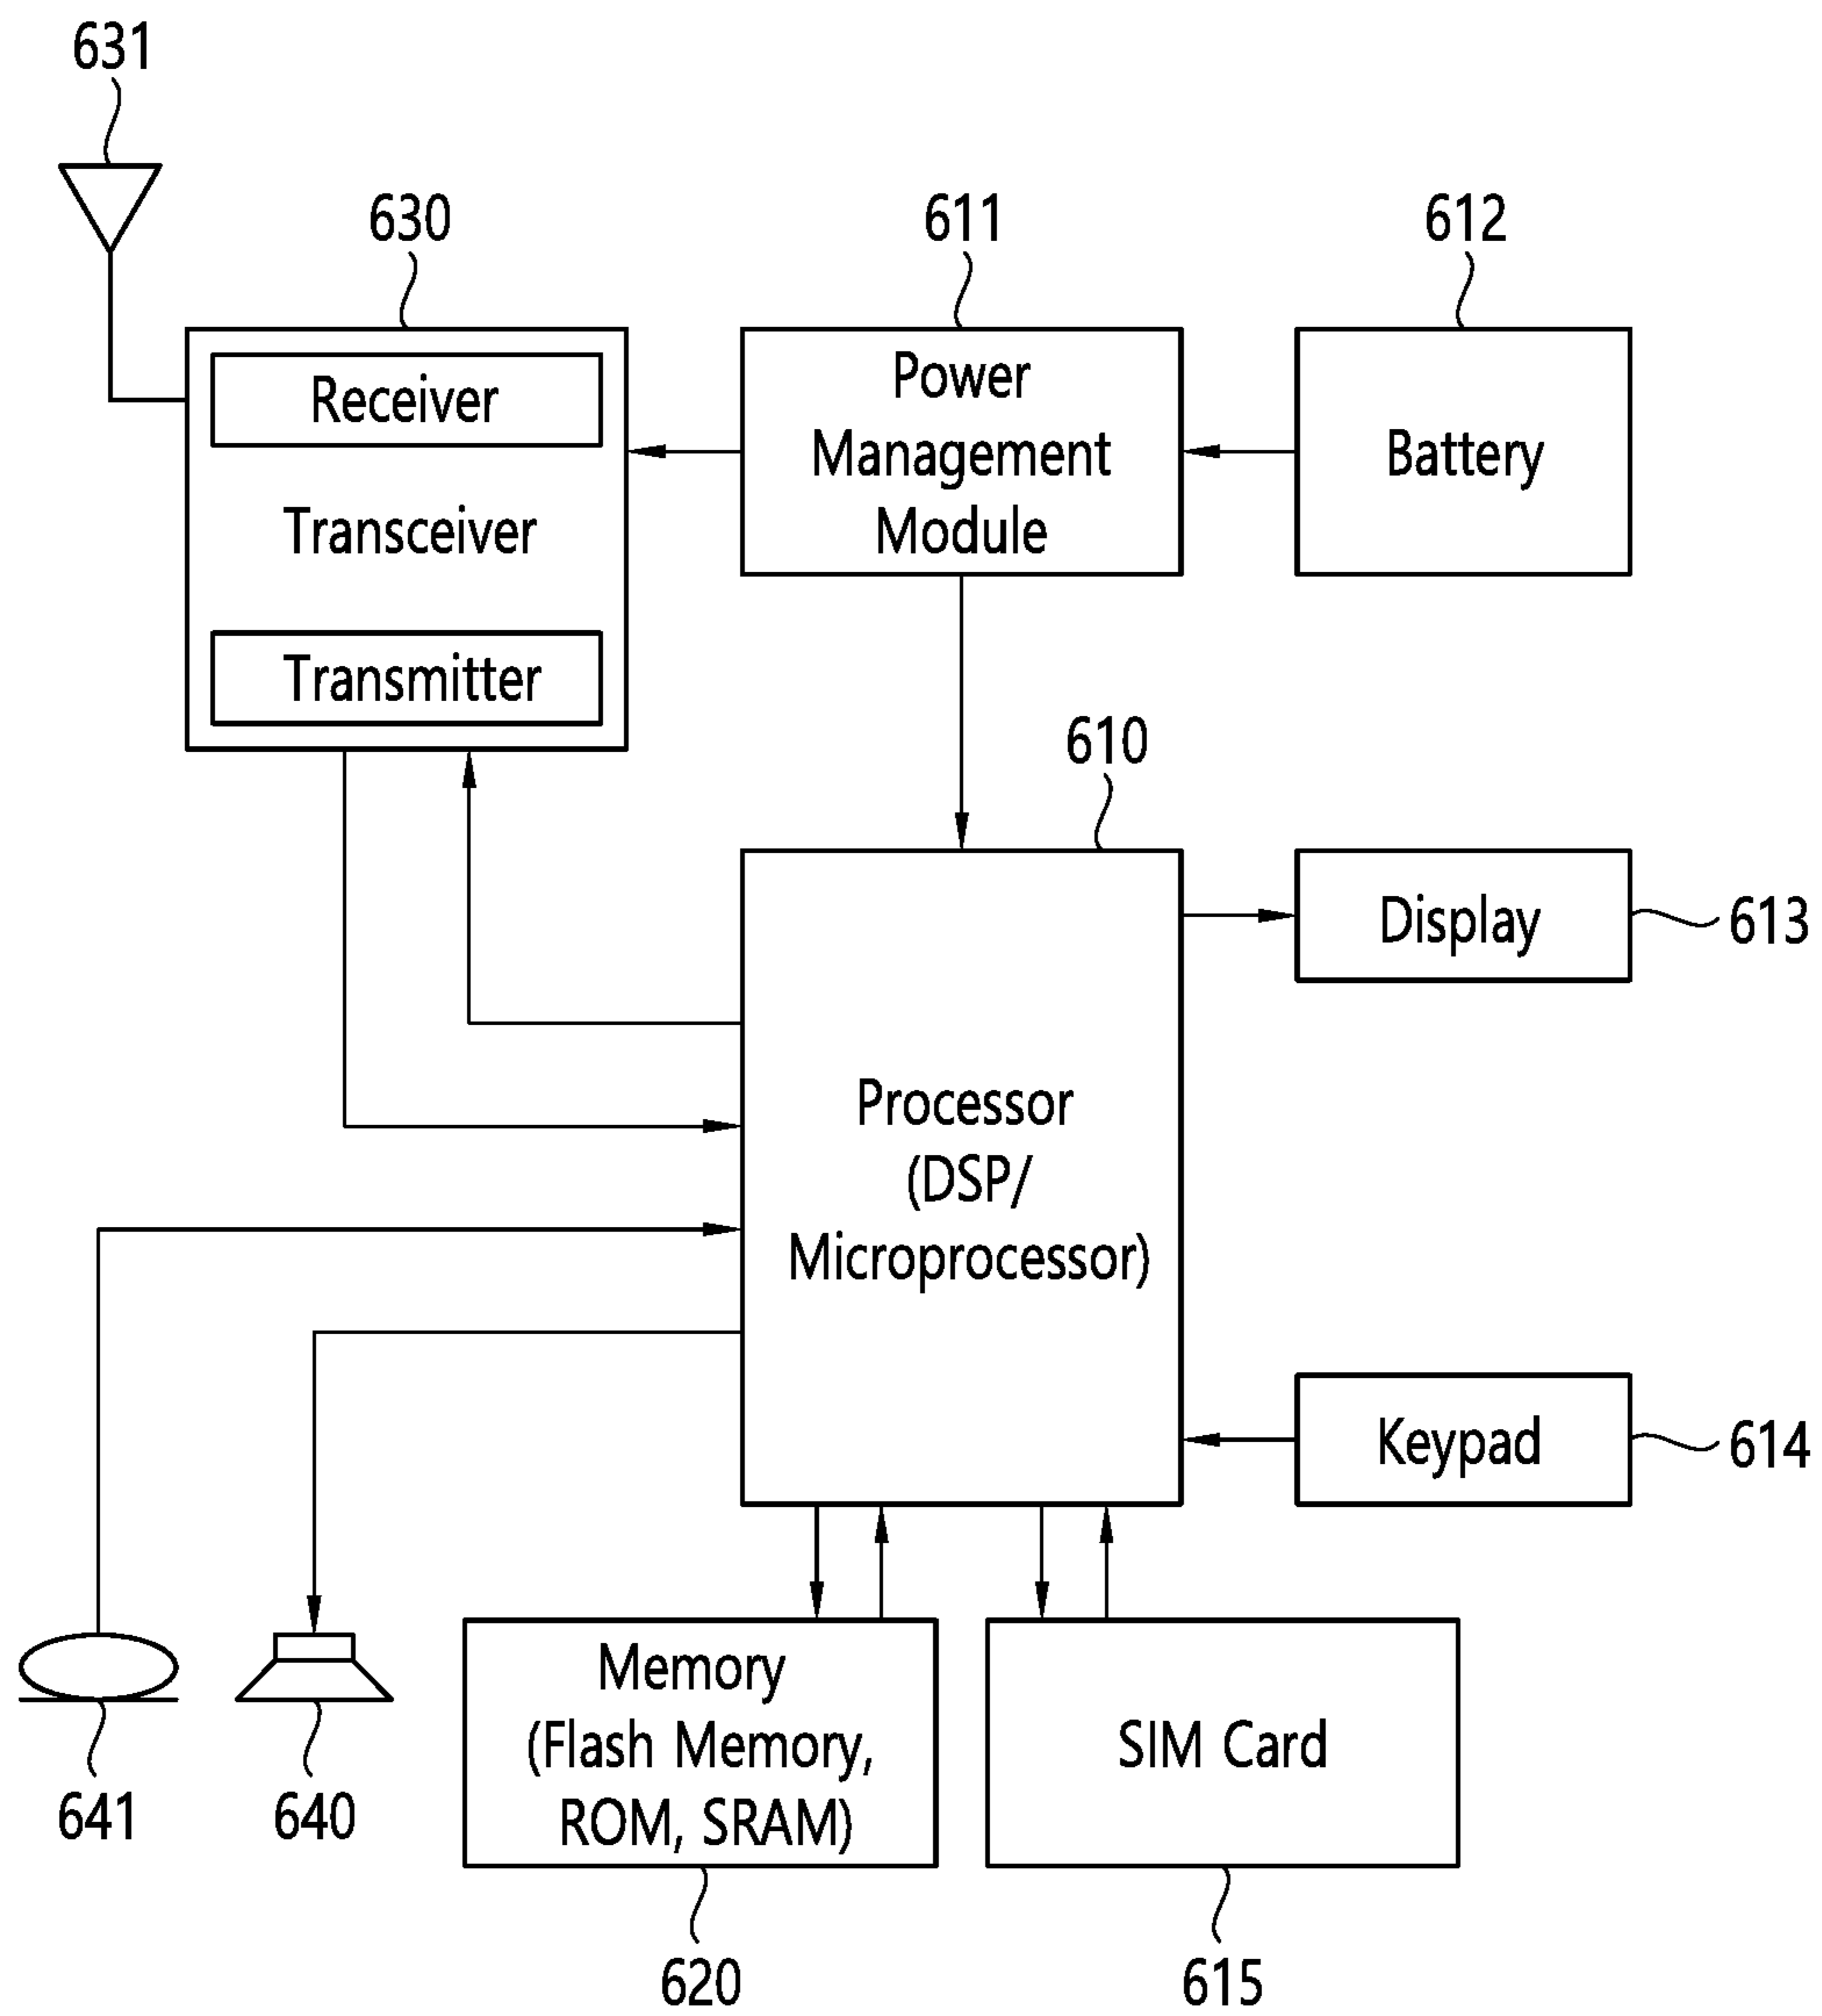 631
630
611
612
Receiver
Transceiver
Transmitter
Power
Management
Module
Battery
610
Display
613
Processor
(DSP/
Microprocessor)
Keypad
614
641
640
Memory
(Flash Memory,
ROM, SRAM)
SIM Card
620
615